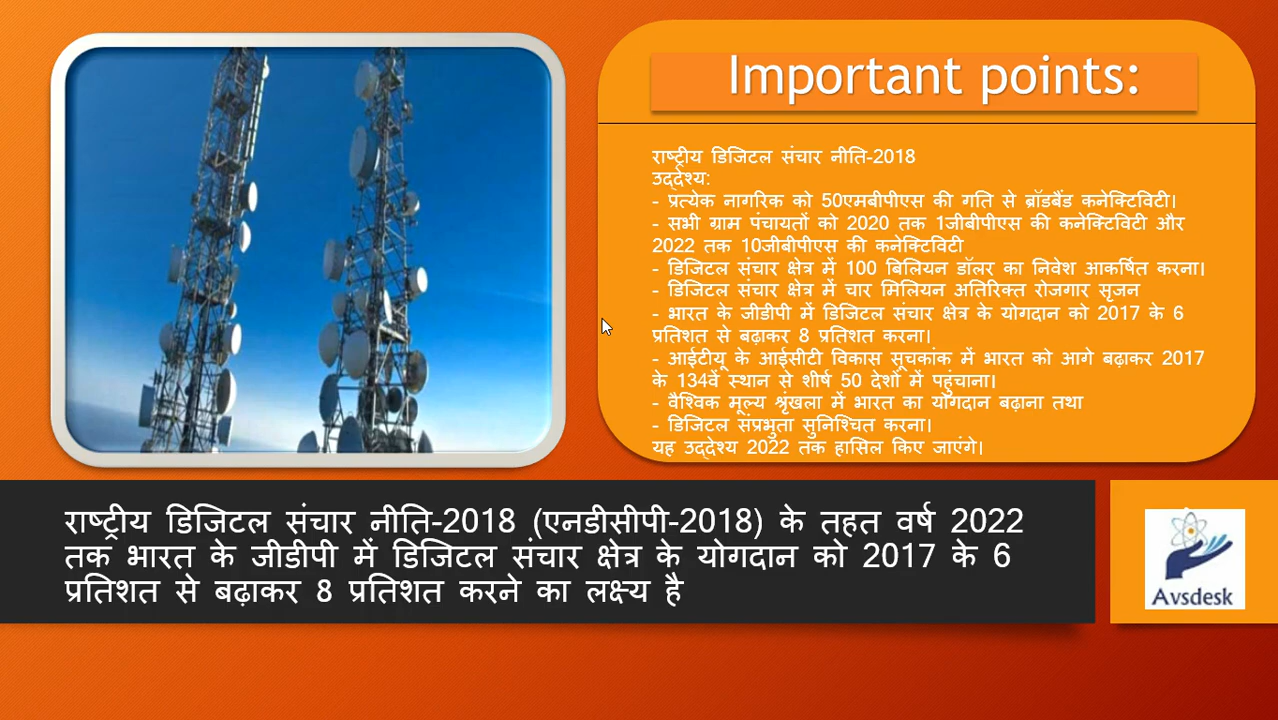 Important points:
राष्ट्रीय डिजिटल संचार नीति-2018
उद्देश्य:
- प्रत्येक नागरिक को 50एमबीपीएस की गति से ब्रॉडबैंड कनेक्टिविटी।
- सभी ग्राम पंचायतों को 2020 तक 1जीबीपीएस की कनेक्टिविटी और
2022 तक 10जीबीपीएस की कनेक्टिविटी
- डिजिटल संचार क्षेत्र में 100 बिलियन डॉलर का निवेश आकर्षित करना।
- डिजिटल संचार क्षेत्र में चार मिलियन अतिरिक्त रोजगार सृजन
- भारत के जीडीपी में डिजिटल संचार क्षेत्र के योगदान को 2017 के 6
प्रतिशत से बढ़ाकर 8 प्रतिशत करना।
- आईटीयू के आईसीटी विकास सूचकांक में भारत को आगे बढ़ाकर 2017
के 134वें स्थान से शीर्ष 50 देशों में पहुंचाना।
- वैश्विक मूल्य श्रृंखला में भारत का योगदान बढ़ाना तथा
- डिजिटल संप्रभुता सुनिश्चित करना।
यह उद्देश्य 2022 तक हासिल किए जाएंगे।
राष्ट्रीय डिजिटल संचार नीति-2018 (एनडीसीपी-2018) के तहत वर्ष 2022
तक भारत के जीडीपी में डिजिटल संचार क्षेत्र के योगदान को 2017 के 6
प्रतिशत से बढ़ाकर 8 प्रतिशत करने का लक्ष्य है
Avsdesk